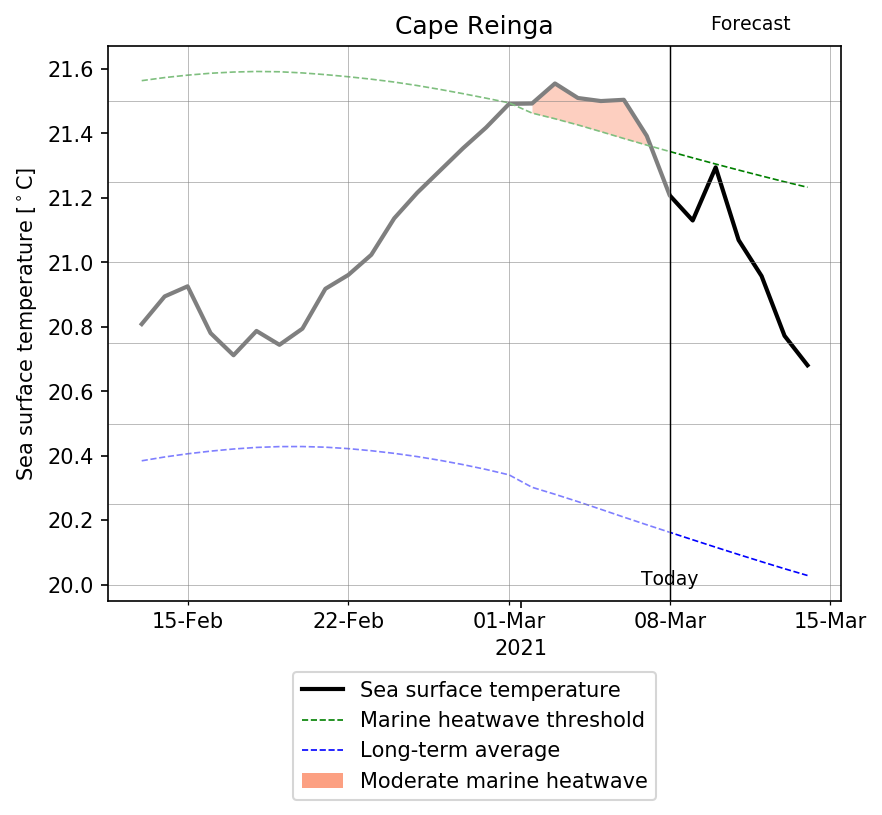 Cape Reinga
Forecast
Sea surface temperature [°C]
21.6
21.4
21.2
21.0
20.8
20.6
20.4
20.2
20.0
Today
15-Feb 22-Feb 01-Mar 08-Mar 15-Mar
2021
Sea surface temperature
Marine heatwave threshold
Long-term average
Moderate marine heatwave